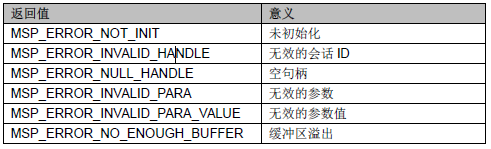 返回值 意义
MSP_ERROR_NOT_INIT 未初始化
MSP_ERROR_INVALID_HANDLE 无效的会话 ID
MSP_ERROR_NULL_HANDLE 空句柄
MSP_ERROR_INVALID_PARA 无效的参数
MSP_ERROR_INVALID_PARA_VALUE 无效的参数值
MSP_ERROR_NO_ENOUGH_BUFFER 缓冲区溢出